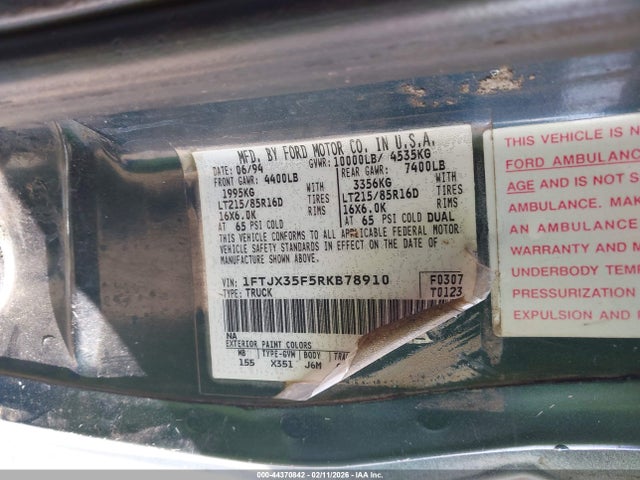 MFD. BY FORD MOTOR CO. IN U.S.A.
DATE: 06/94 GVWR: 10000LB/ 4535KG
FRONT GAWR: 4400LB REAR GAWR: 7400LB
1995KG WITH 3356KG WITH
LT215/85R16D TIRES LT215/85R16D TIRES
16X6.0K RIMS 16X6.0K RIMS
AT 65 PSI COLD AT 65 PSI COLD DUAL
THIS VEHICLE CONFORMS TO ALL APPLICABLE FEDERAL MOTOR
VEHICLE SAFETY STANDARDS IN EFFECT ON THE DATE OF
MANUFACTURE SHOWN ABOVE.
VIN: 1FTJX35F5RKB78910 F0307
TYPE: TRUCK T0123
NA
EXTERIOR PAINT COLORS
WB TYPE-GVW BODY
155 X351 J6M
THIS VEHICLE IS N
FORD AMBULANC
AGE AND IS NOT S
AN AMBULANCE. MAK
WARRANTY AND
TO FUEL
EXPULSION AND F
000-44370842 - 02/11/2026 - IAA Inc.